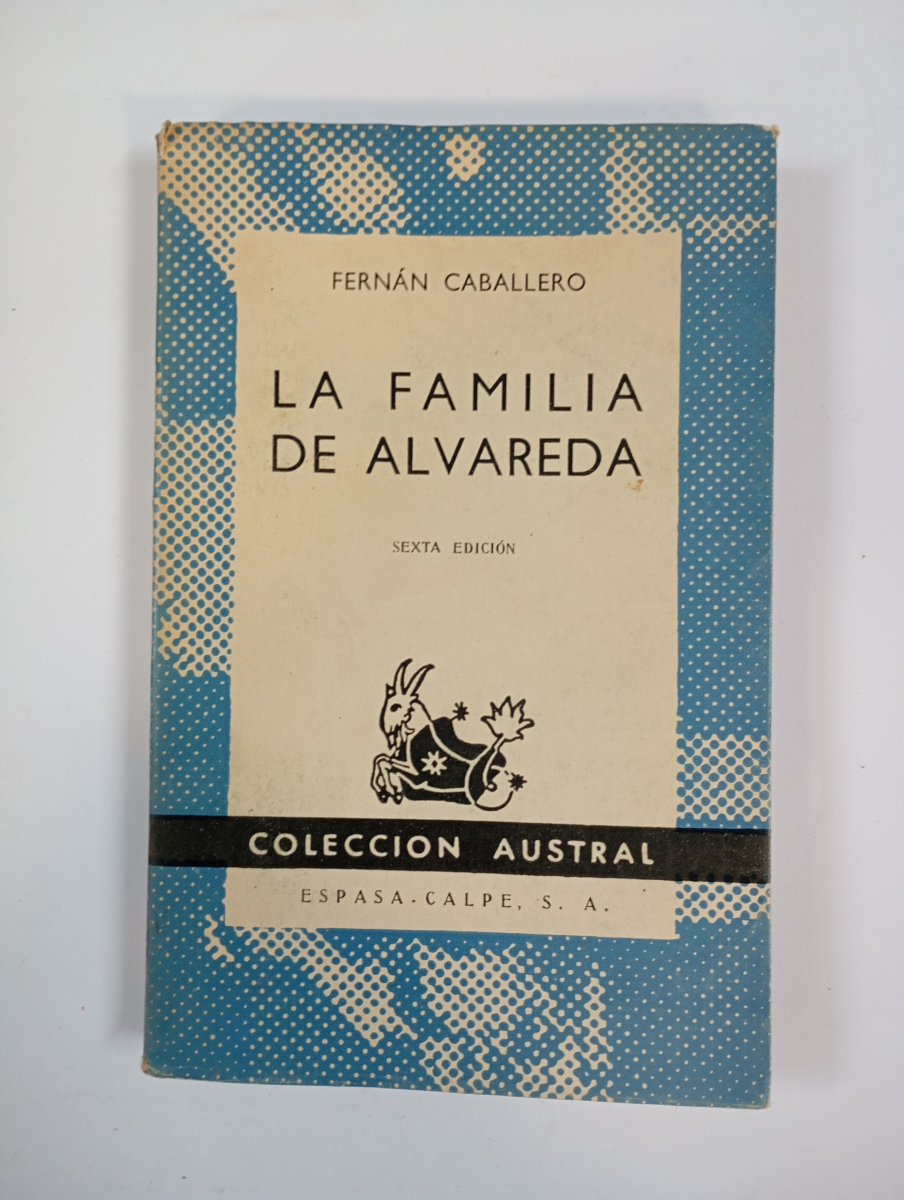 FERNÁN CABALLERO
LA FAMILIA
DE ALVAREDA
SEXTA EDICIÓN
COLECCION AUSTRAL
ESPASA-CALPE, S. A.